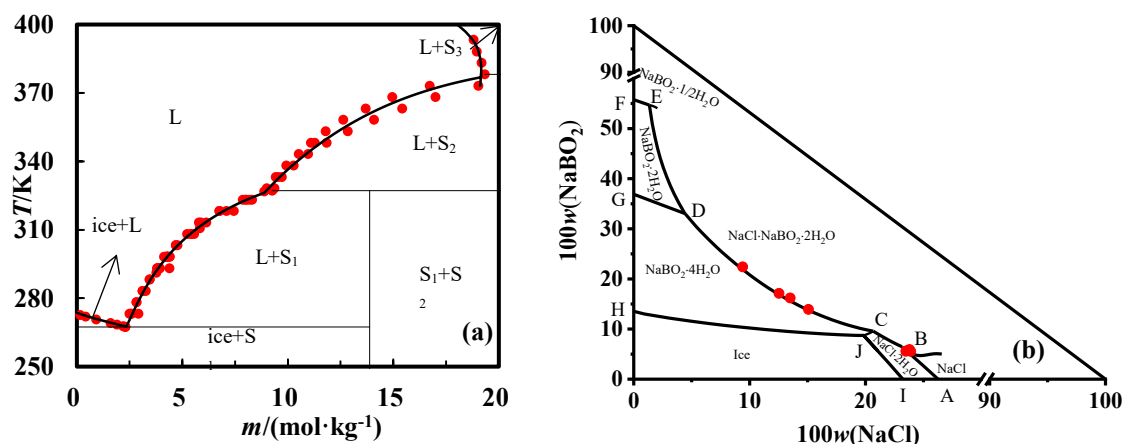 400
370
340
310
280
250
T/K
0
5
10
15
20
m/(mol·kg⁻¹)
L
L+S₃
L+S₂
ice+L
L+S₁
S₁+S
2
ice+S
(a)
100
90
50
40
30
20
10
0
100w(NaBO₂)
0
10
20
90
100
100w(NaCl)
NaBO₂·1/2H₂O
F
E
NaBO₂·2H₂O
G
D
NaCl·NaBO₂·2H₂O
NaBO₂·4H₂O
H
C
B
J
Ice
NaCl·2H₂O
NaCl
I
A
(b)